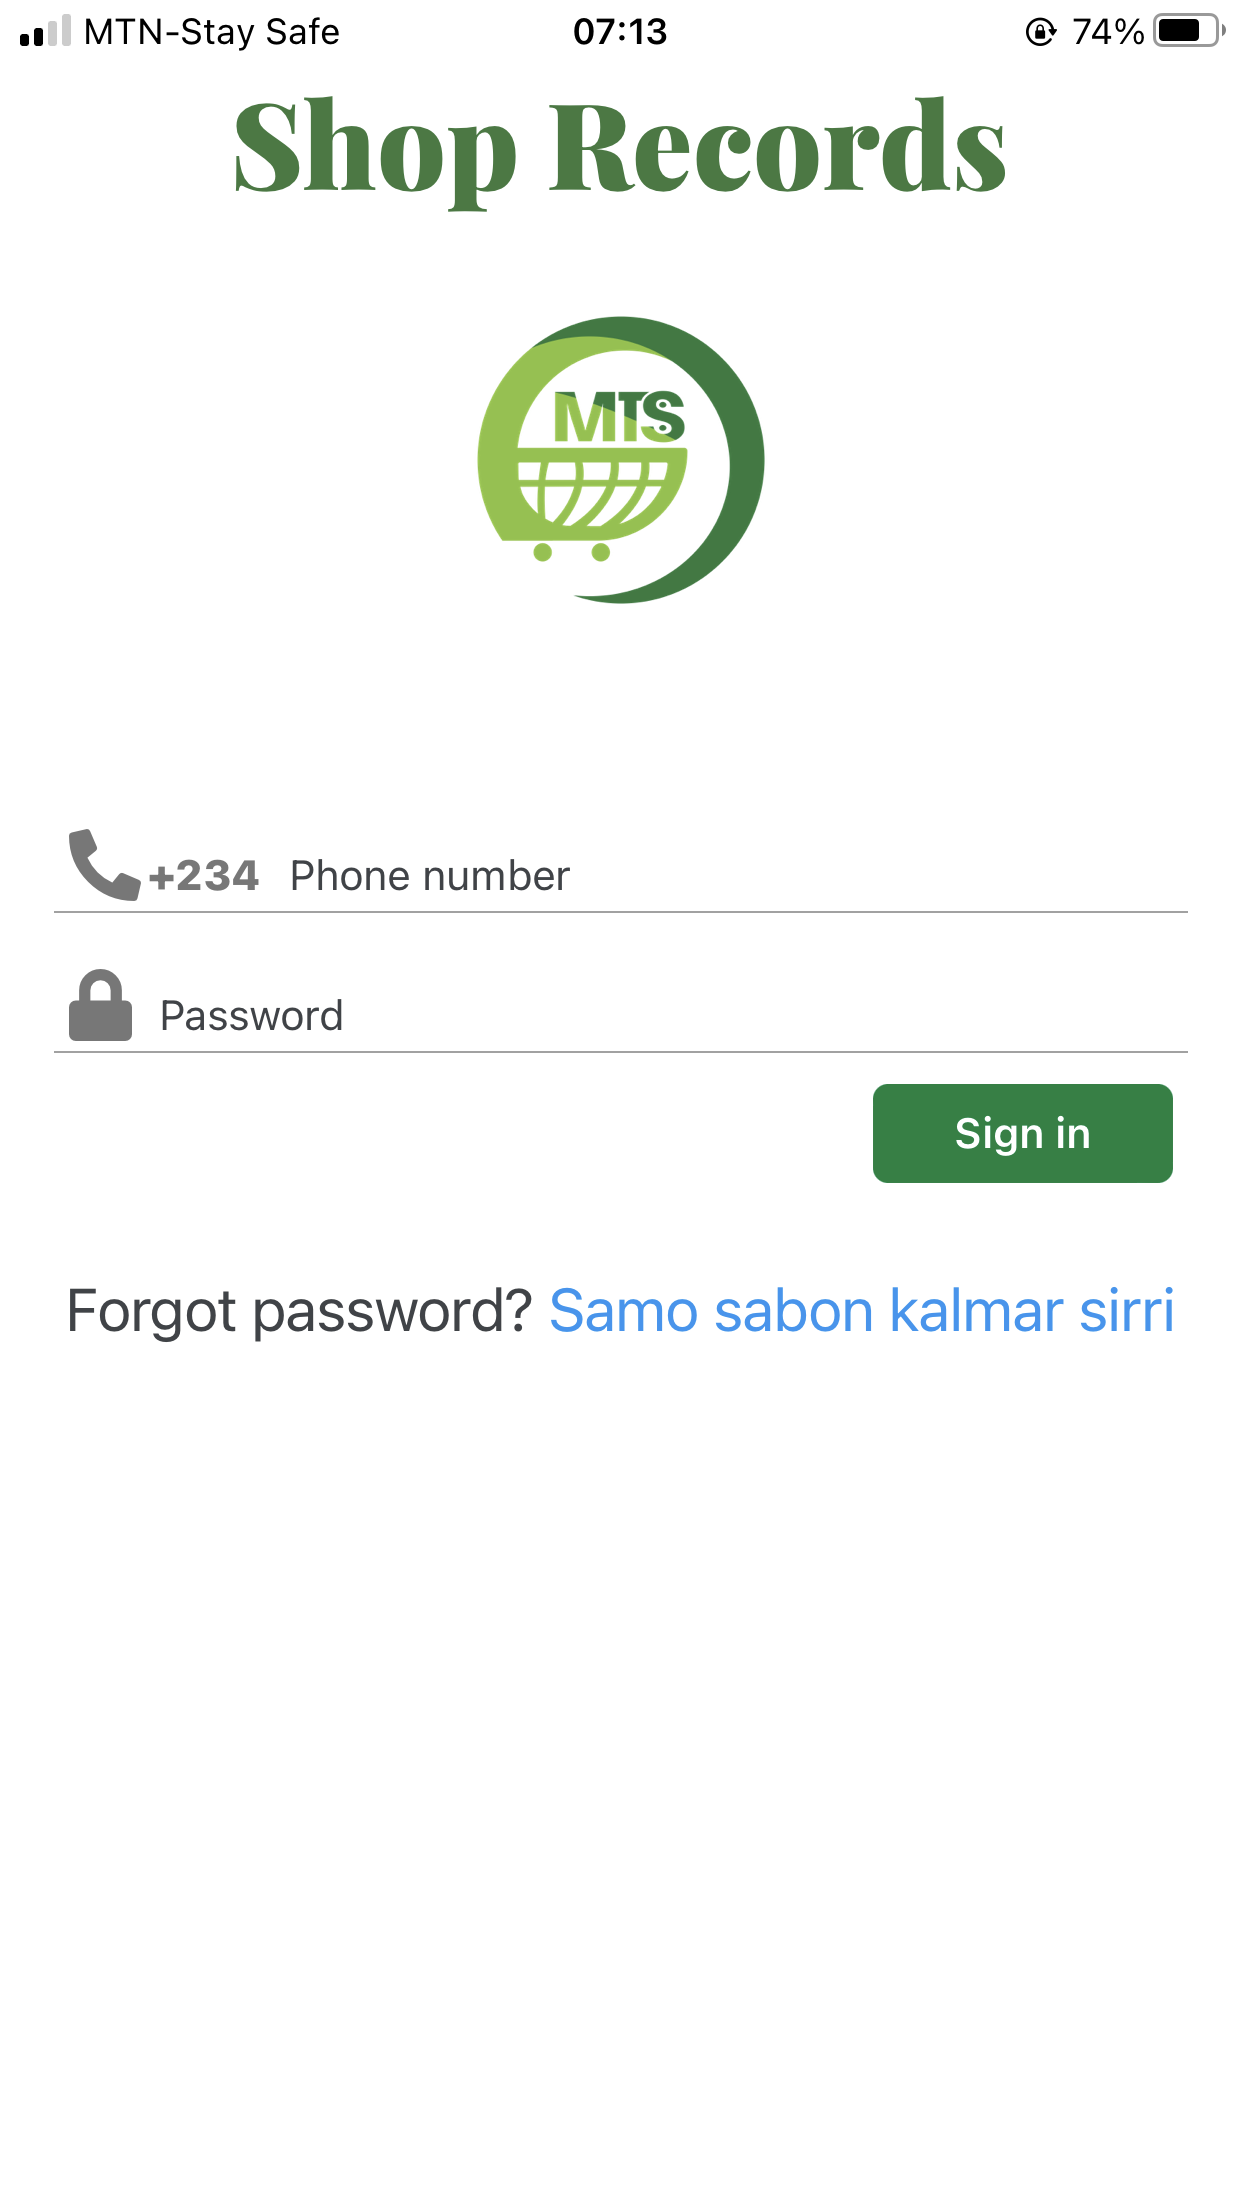 MTN-Stay Safe 07:13 74%
Shop Records
MTS
+234 Phone number
Password
Sign in
Forgot password? Samo sabon kalmar sirri